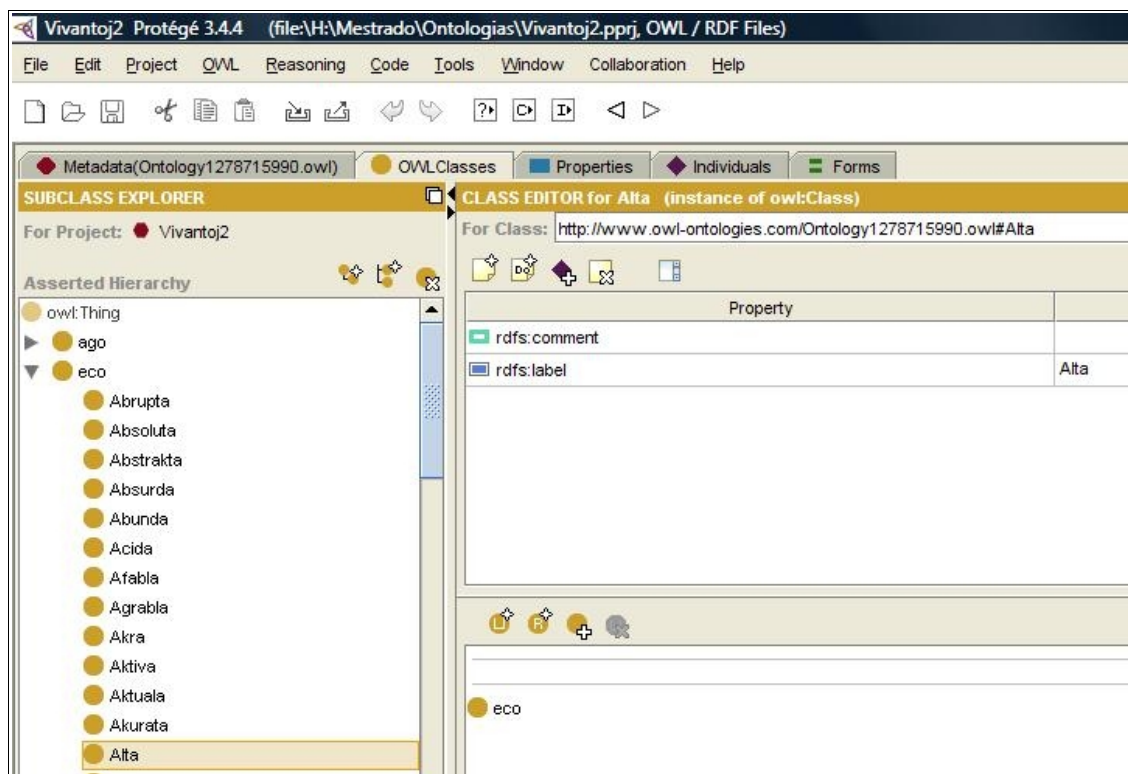 Vivantoj2 Protégé 3.4.4 (file:\H:\Mestrado\Ontologias\Vivantoj2.pprj, OWL / RDF Files)
File Edit Project OWL Reasoning Code Tools Window Collaboration Help
Metadata(Ontology1278715990.owl) OWLClasses Properties Individuals Forms
SUBCLASS EXPLORER
For Project: Vivantoj2
Asserted Hierarchy
owl:Thing
ago
eco
Abrupta
Absoluta
Abstrakta
Absurda
Abunda
Acida
Afabla
Agrabla
Akra
Aktiva
Aktuala
Akurata
Alta
CLASS EDITOR for Alta (instance of owl:Class)
For Class: http://www.owl-ontologies.com/Ontology1278715990.owl#Alta
Property
rdfs:comment
rdfs:label Alta
eco